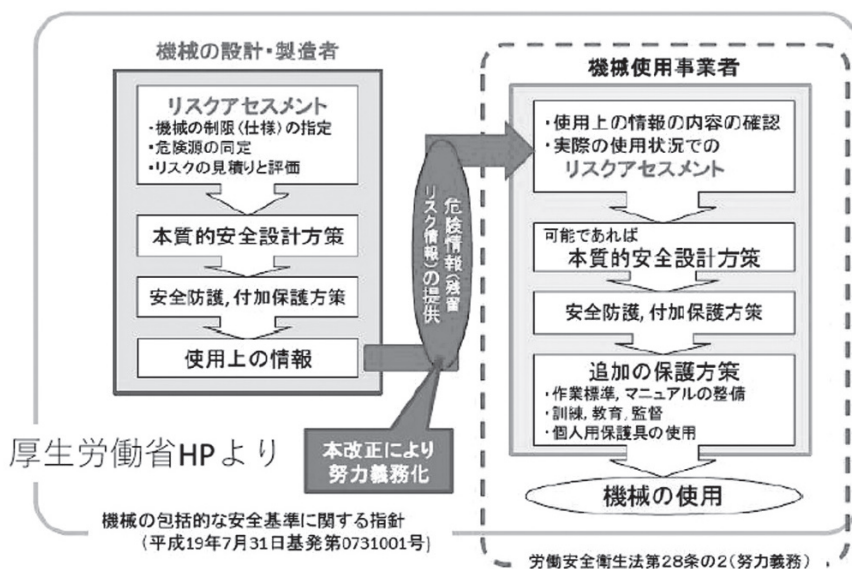 機械の設計・製造者
リスクアセスメント
・機械の制限(仕様)の指定
・危険源の同定
・リスクの見積りと評価
本質的安全設計方策
安全防護,付加保護方策
使用上の情報
危険情報(残留
リスク情報)の提供
本改正により
努力義務化
機械使用事業者
・使用上の情報の内容の確認
・実際の使用状況での
リスクアセスメント
可能であれば
本質的安全設計方策
安全防護,付加保護方策
追加の保護方策
・作業標準,マニュアルの整備
・訓練,教育,監督
・個人用保護具の使用
機械の使用
厚生労働省HPより
機械の包括的な安全基準に関する指針
(平成19年7月31日基発第0731001号)
労働安全衛生法第28条の2(努力義務)